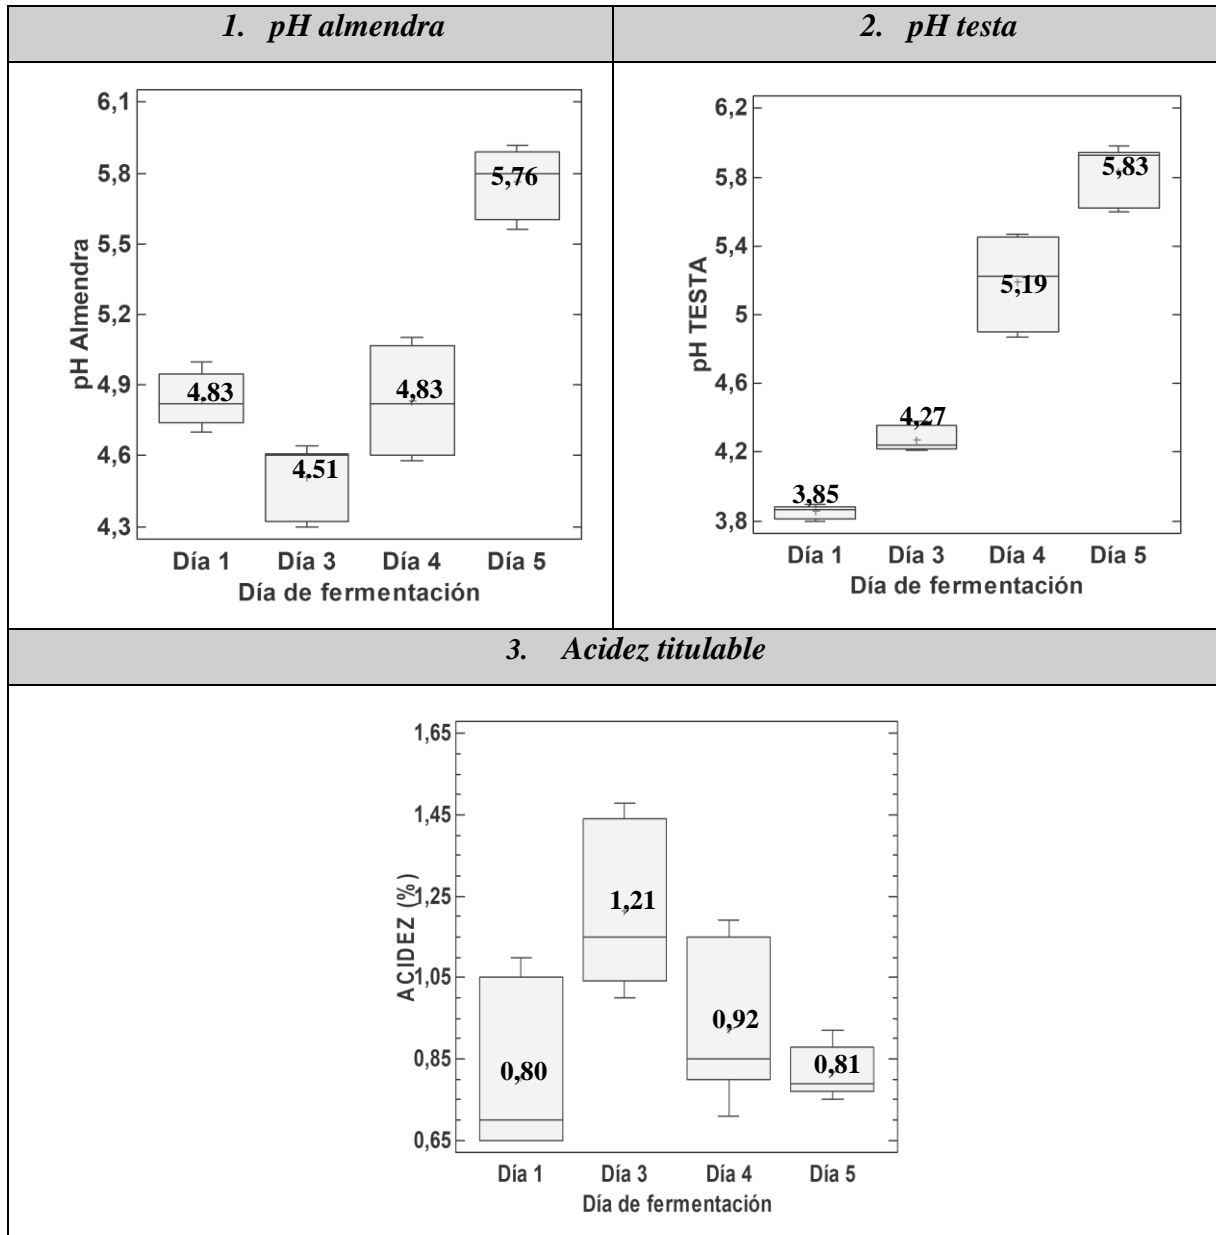 1. pH almendra
2. pH testa
6,1
5,8
5,5
5,2
4,9
4,6
4,3
pH Almendra
4.83
4.51
4,83
5,76
Día 1 Día 3 Día 4 Día 5
Día de fermentación
6,2
5,8
5,4
5
4,6
4,2
3,8
pH TESTA
3,85
4,27
5,19
5,83
Día 1 Día 3 Día 4 Día 5
Día de fermentación
3. Acidez titulable
1,65
1,45
1,25
1,05
0,85
0,65
ACIDEZ (%)
0,80
1,21
0,92
0,81
Día 1 Día 3 Día 4 Día 5
Día de fermentación